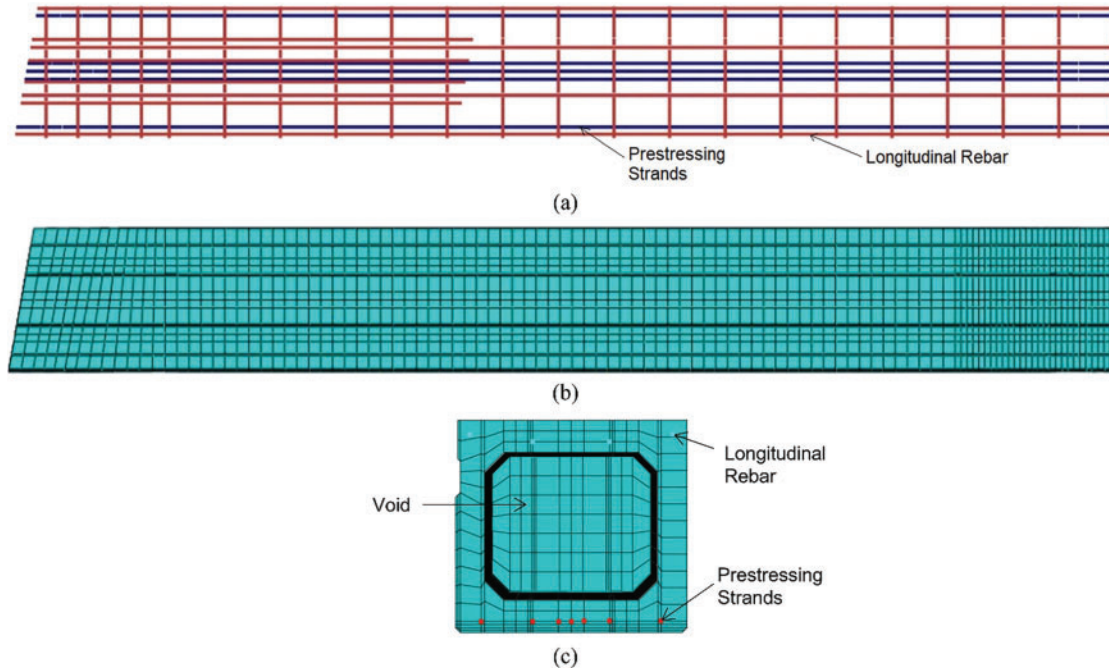 Prestressing
Strands
Longitudinal Rebar
(a)
(b)
Longitudinal
Rebar
Void
Prestressing
Strands
(c)